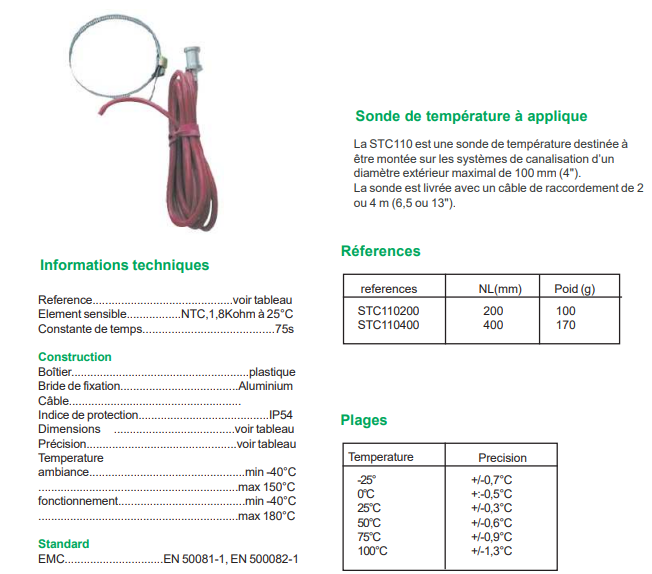 Sonde de température à applique
La STC110 est une sonde de température destinée à
être montée sur les systèmes de canalisation d'un
diamètre extérieur maximal de 100 mm (4").
La sonde est livrée avec un câble de raccordement de 2
ou 4 m (6,5 ou 13").
Réferences
references NL(mm) Poid (g)
STC110200 200 100
STC110400 400 170
Informations techniques
Reference...........................................voir tableau
Element sensible.................NTC,1,8Kohm à 25°C
Constante de temps.........................................75s
Construction
Boîtier.......................................................plastique
Bride de fixation.....................................Aluminium
Câble.....................................................
Indice de protection.........................................IP54
Dimensions ......................................voir tableau
Précision...............................................voir tableau
Temperature
ambiance.................................................min -40°C
...............................................................max 150°C
fonctionnement........................................min -40°C
...............................................................max 180°C
Standard
EMC...............................EN 50081-1, EN 500082-1
Plages
Temperature Precision
-25° +/-0,7°C
0°C +:-0,5°C
25°C +/-0,3°C
50°C +/-0,6°C
75°C +/-0,9°C
100°C +/-1,3°C